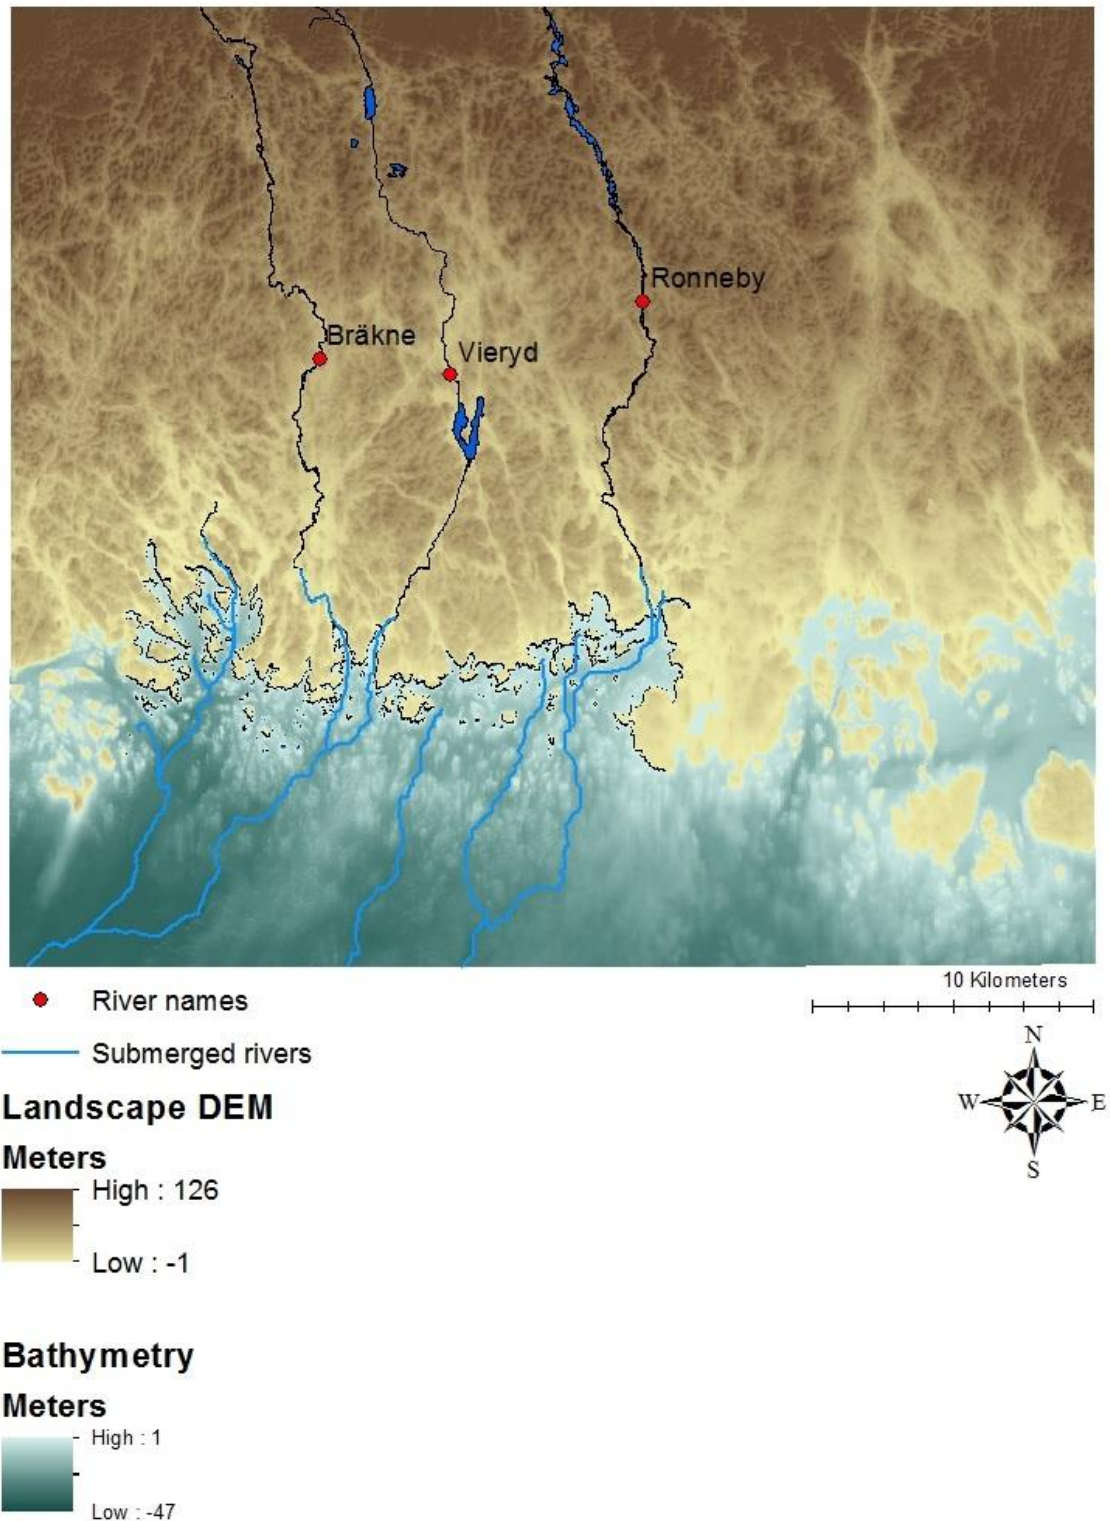 Ronneby
Bräkne
Vieryd
10 Kilometers
River names
Submerged rivers
N
W
E
S
Landscape DEM
Meters
High : 126
Low : -1
Bathymetry
Meters
High : 1
Low : -47